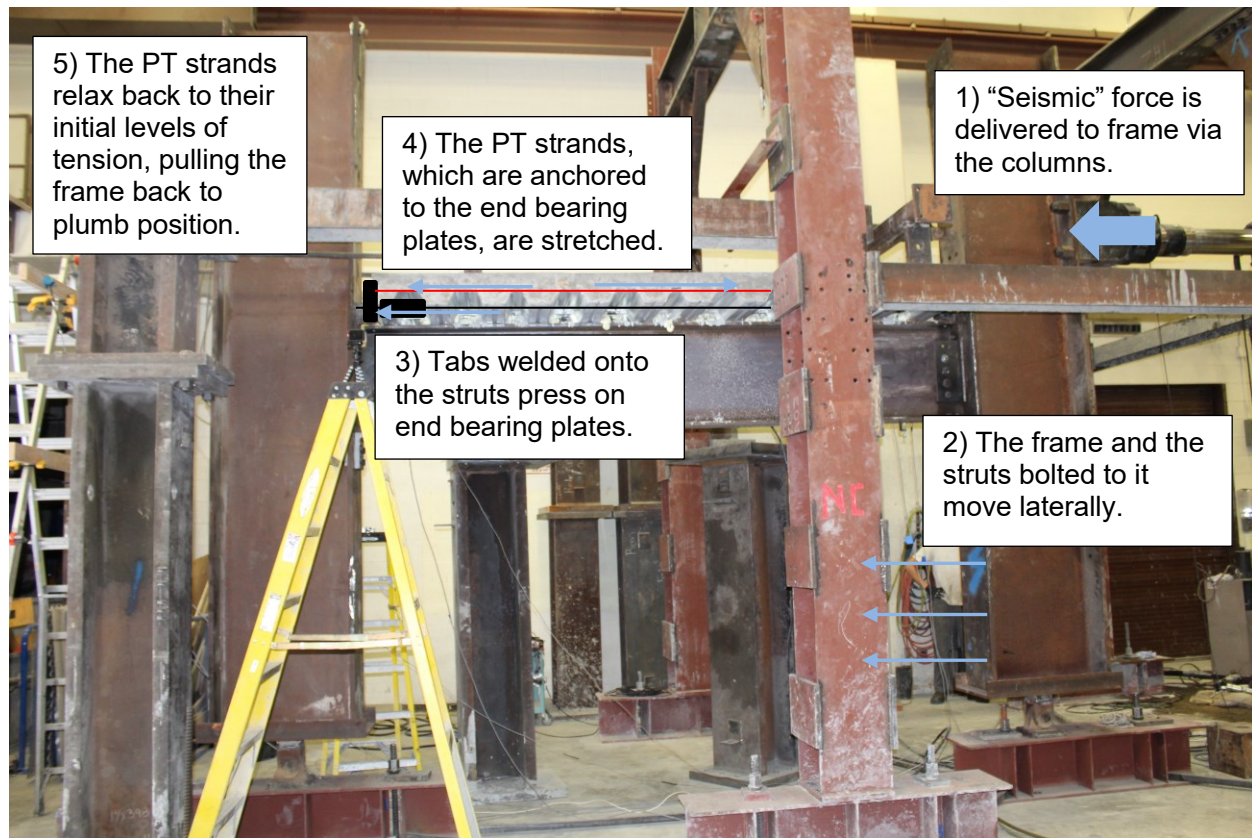 5) The PT strands
relax back to their
initial levels of
tension, pulling the
frame back to
plumb position.
4) The PT strands,
which are anchored
to the end bearing
plates, are stretched.
1) “Seismic” force is
delivered to frame via
the columns.
3) Tabs welded onto
the struts press on
end bearing plates.
2) The frame and the
struts bolted to it
move laterally.